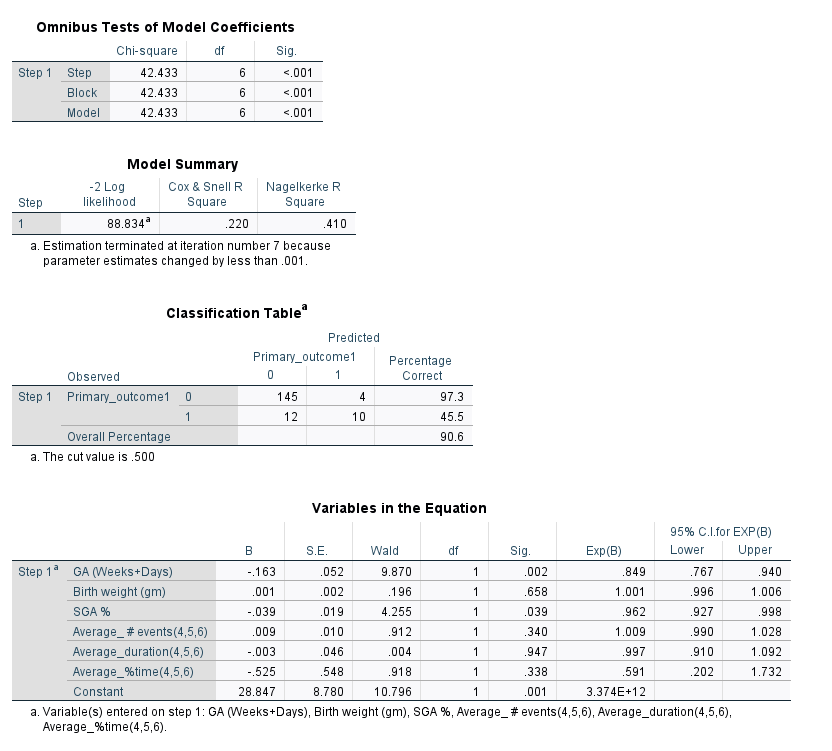 Omnibus Tests of Model Coefficients
Chi-square df Sig.
Step 1 Step 42.433 6 <.001
Block 42.433 6 <.001
Model 42.433 6 <.001
Model Summary
Step -2 Log likelihood Cox & Snell R Square Nagelkerke R Square
1 88.834a .220 .410
a. Estimation terminated at iteration number 7 because
parameter estimates changed by less than .001.
Classification Tablea
Predicted
Primary_outcome1 Percentage Correct
Observed 0 1
Step 1 Primary_outcome1 0 145 4 97.3
1 12 10 45.5
Overall Percentage 90.6
a. The cut value is .500
Variables in the Equation
95% C.I.for EXP(B)
B S.E. Wald df Sig. Exp(B) Lower Upper
Step 1a GA (Weeks+Days) -.163 .052 9.870 1 .002 .849 .767 .940
Birth weight (gm) .001 .002 .196 1 .658 1.001 .996 1.006
SGA % -.039 .019 4.255 1 .039 .962 .927 .998
Average_ # events(4,5,6) .009 .010 .912 1 .340 1.009 .990 1.028
Average_duration(4,5,6) -.003 .046 .004 1 .947 .997 .910 1.092
Average_%time(4,5,6) -.525 .548 .918 1 .338 .591 .202 1.732
Constant 28.847 8.780 10.796 1 .001 3.374E+12
a. Variable(s) entered on step 1: GA (Weeks+Days), Birth weight (gm), SGA %, Average_ # events(4,5,6), Average_duration(4,5,6),
Average_%time(4,5,6).